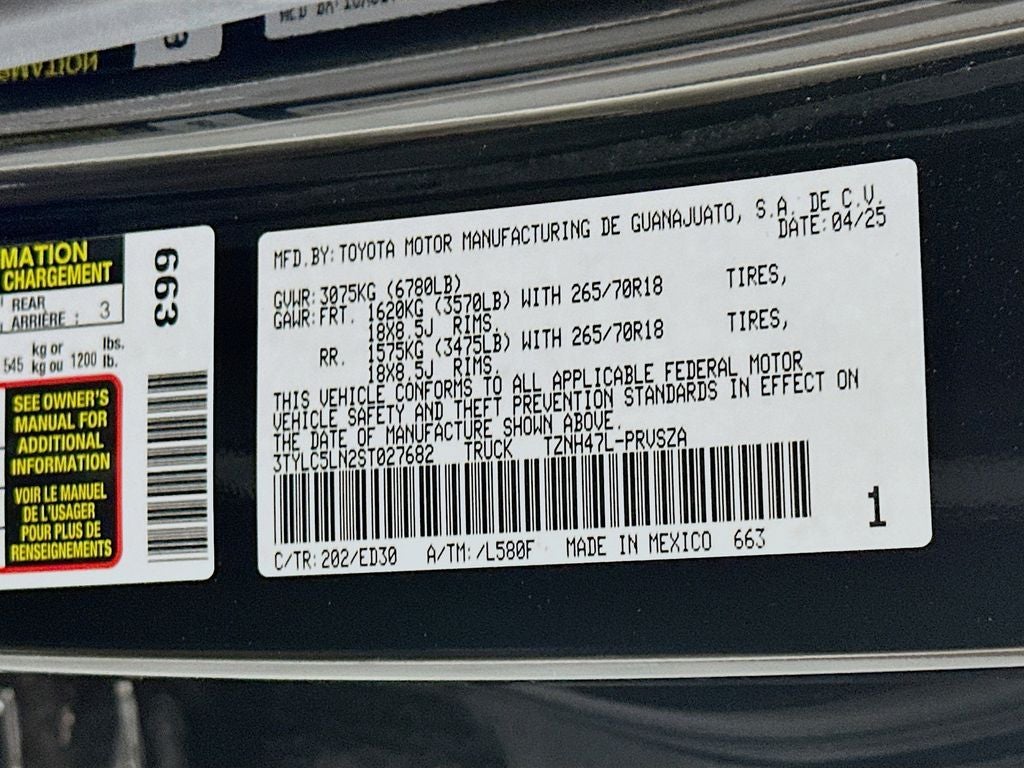 MATION
CHARGEMENT
REAR
ARRIÈRE : 3
kg or lbs.
545 kg ou 1200 lb.
SEE OWNER'S
MANUAL FOR
ADDITIONAL
INFORMATION
VOIR LE MANUEL
DE L'USAGER
POUR PLUS DE
RENSEIGNEMENTS
663
MFD.BY:TOYOTA MOTOR MANUFACTURING DE GUANAJUATO, S.A. DE C.V.
DATE:04/25
GVWR:3075KG (6780LB)
GAWR:FRT. 1620KG (3570LB) WITH 265/70R18 TIRES,
18X8.5J RIMS.
RR. 1575KG (3475LB) WITH 265/70R18 TIRES,
18X8.5J RIMS.
THIS VEHICLE CONFORMS TO ALL APPLICABLE FEDERAL MOTOR
VEHICLE SAFETY AND THEFT PREVENTION STANDARDS IN EFFECT ON
THE DATE OF MANUFACTURE SHOWN ABOVE.
3TYLC5LN2ST027682 TRUCK TZNH47L-PRVSZA
C/TR:202/ED30 A/TM:/L580F MADE IN MEXICO 663
1